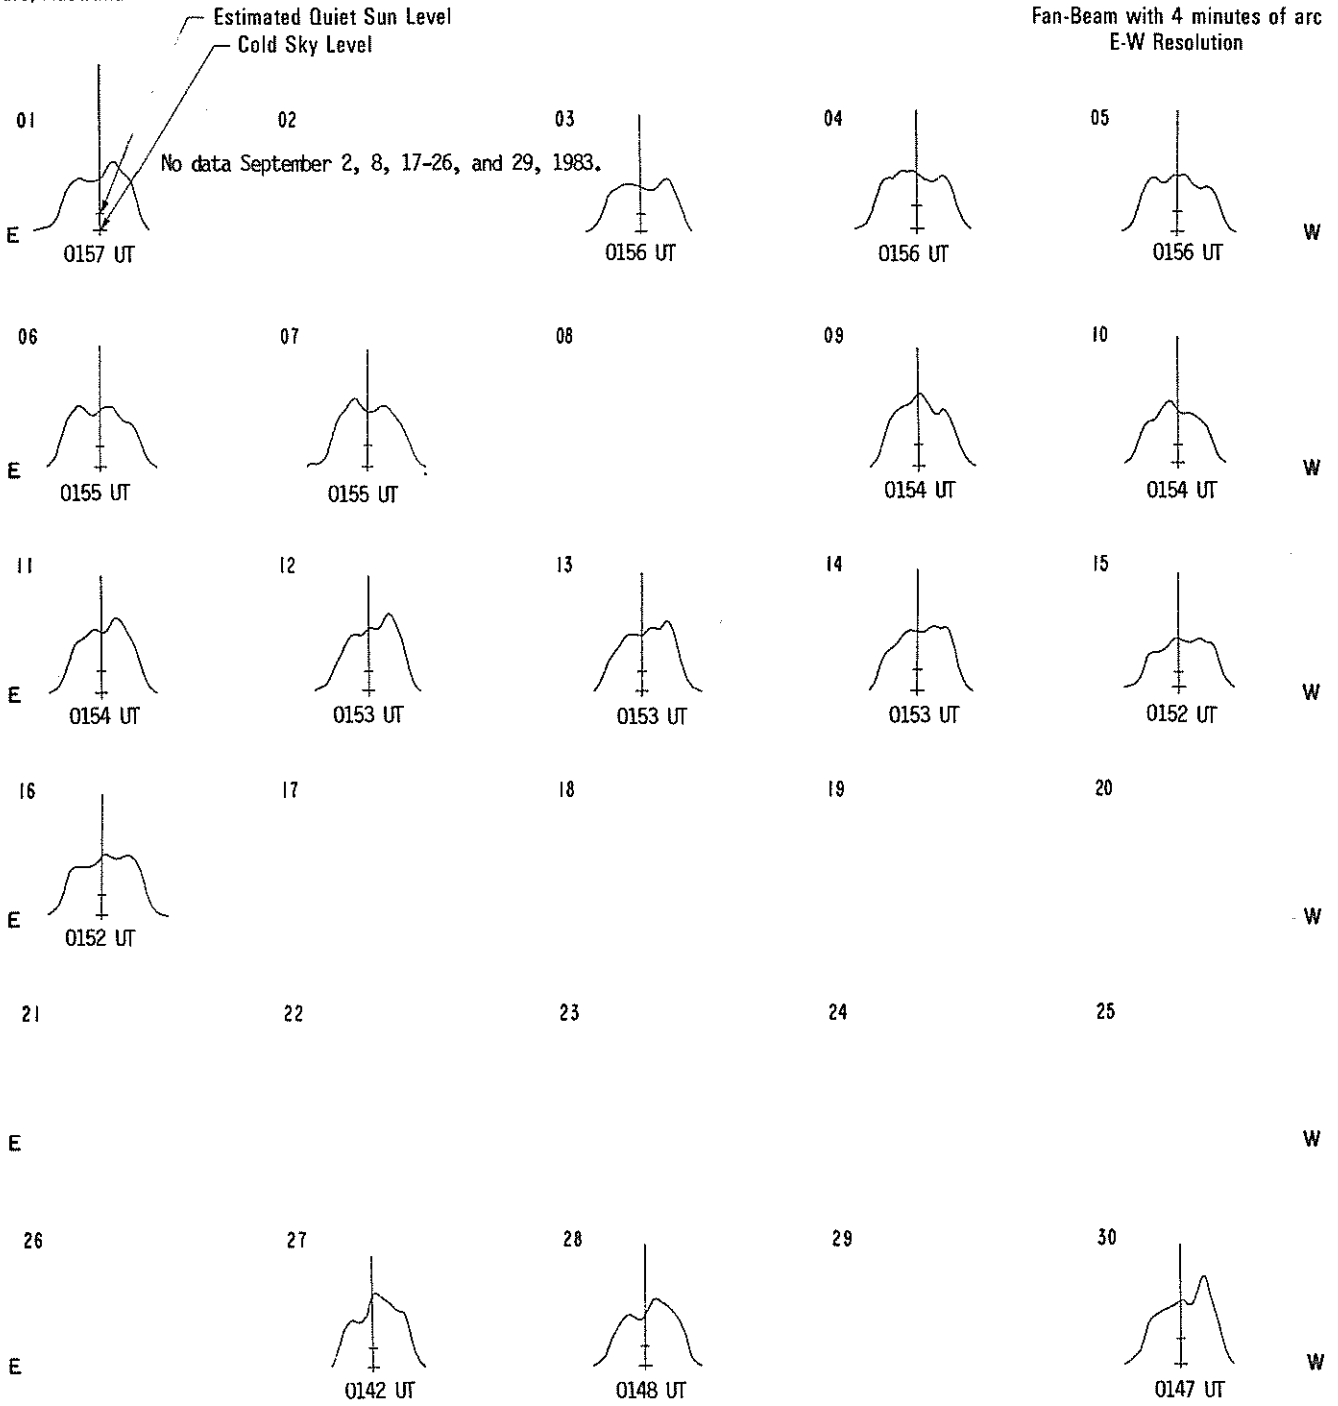 Estimated Quiet Sun Level
Cold Sky Level
Fan-Beam with 4 minutes of arc
E-W Resolution
01 02 03 04 05
No data September 2, 8, 17-26, and 29, 1983.
E W
0157 UT 0156 UT 0156 UT 0156 UT
06 07 08 09 10
E W
0155 UT 0155 UT 0154 UT 0154 UT
11 12 13 14 15
E W
0154 UT 0153 UT 0153 UT 0153 UT 0152 UT
16 17 18 19 20
E W
0152 UT
21 22 23 24 25
E W
26 27 28 29 30
E W
0142 UT 0148 UT 0147 UT